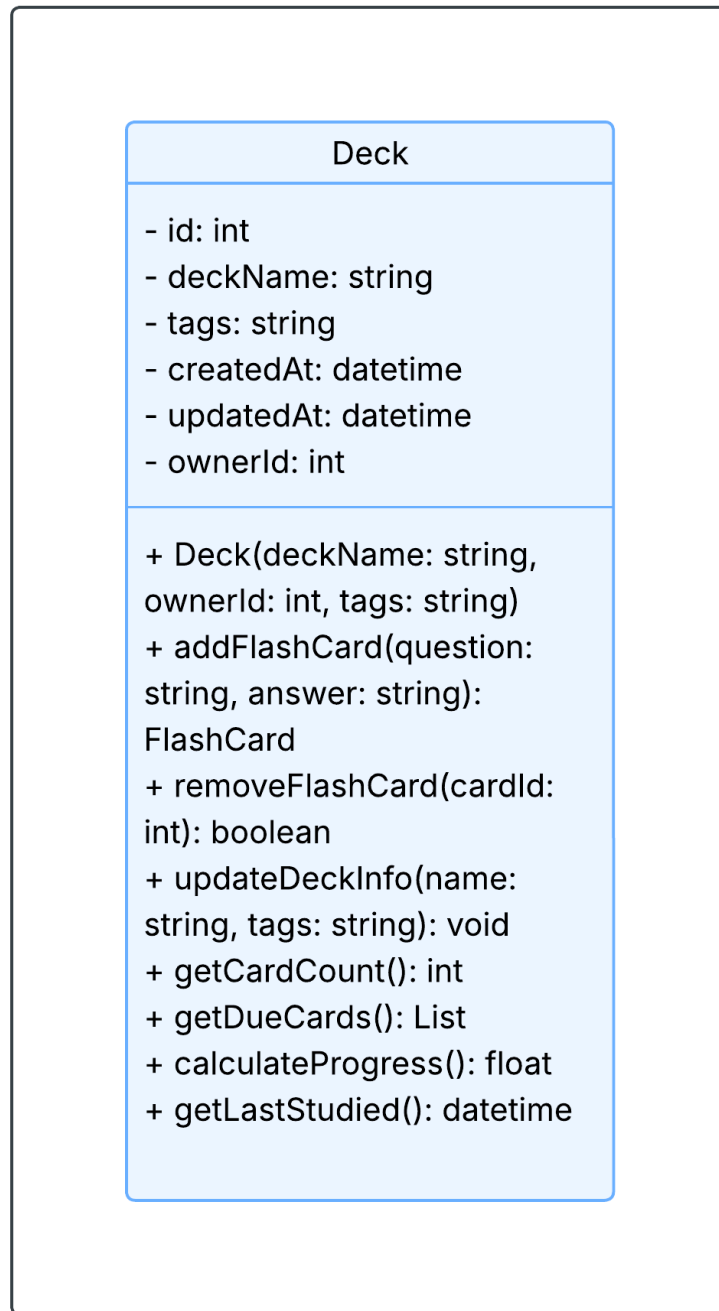 Deck
- id: int
- deckName: string
- tags: string
- createdAt: datetime
- updatedAt: datetime
- ownerId: int
+ Deck(deckName: string,
ownerId: int, tags: string)
+ addFlashCard(question:
string, answer: string):
FlashCard
+ removeFlashCard(cardId:
int): boolean
+ updateDeckInfo(name:
string, tags: string): void
+ getCardCount(): int
+ getDueCards(): List
+ calculateProgress(): float
+ getLastStudied(): datetime